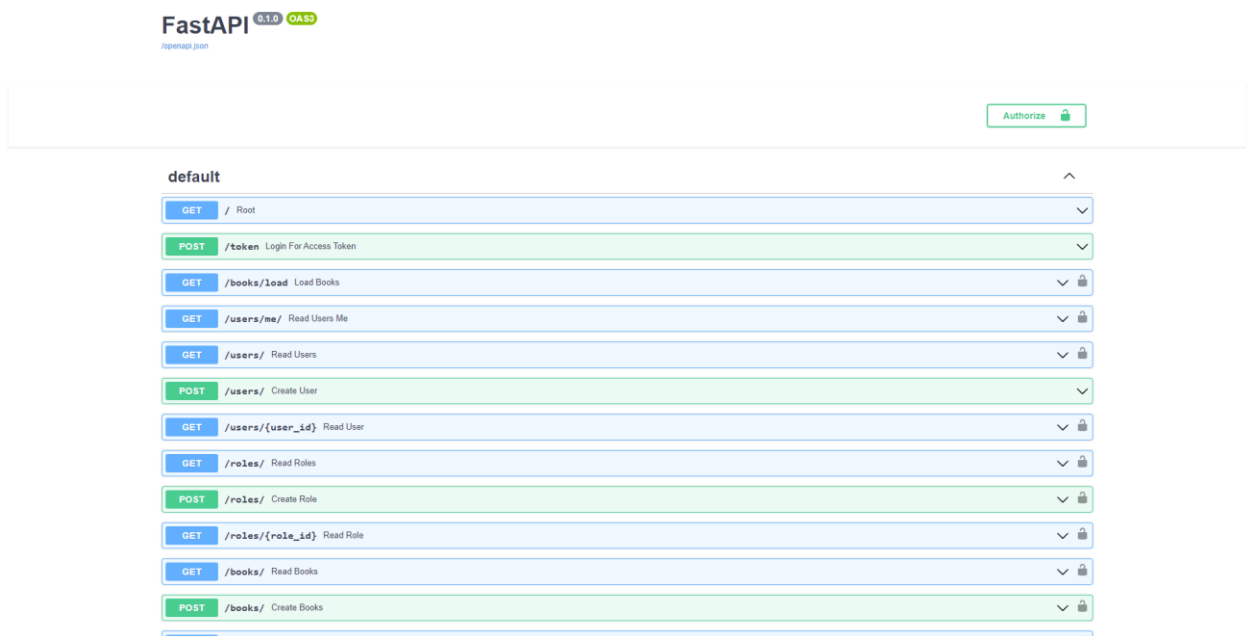 FastAPI 0.1.0 OAS3
/openapi.json
Authorize
default
GET / Root
POST /token Login For Access Token
GET /books/load Load Books
GET /users/me/ Read Users Me
GET /users/ Read Users
POST /users/ Create User
GET /users/{user_id} Read User
GET /roles/ Read Roles
POST /roles/ Create Role
GET /roles/{role_id} Read Role
GET /books/ Read Books
POST /books/ Create Books